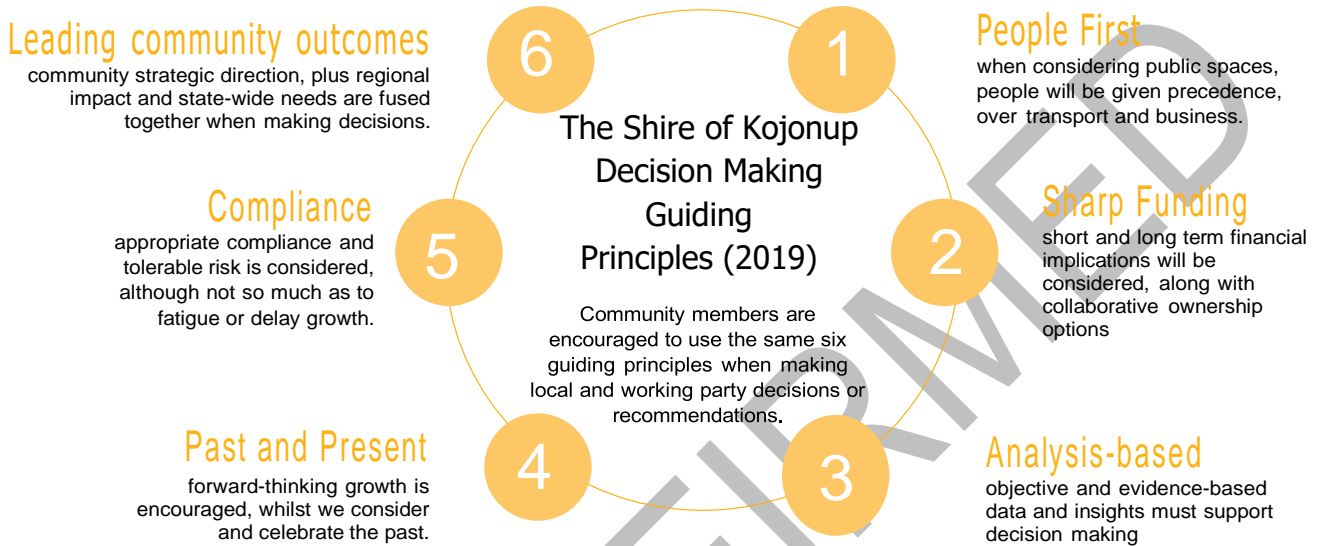 The Shire of Kojonup
Decision Making
Guiding
Principles (2019)
Community members are
encouraged to use the same six
guiding principles when making
local and working party decisions or
recommendations.
1
People First
when considering public spaces,
people will be given precedence,
over transport and business.
2
Sharp Funding
short and long term financial
implications will be
considered, along with
collaborative ownership
options
3
Analysis-based
objective and evidence-based
data and insights must support
decision making
4
Past and Present
forward-thinking growth is
encouraged, whilst we consider
and celebrate the past.
5
Compliance
appropriate compliance and
tolerable risk is considered,
although not so much as to
fatigue or delay growth.
6
Leading community outcomes
community strategic direction, plus regional
impact and state-wide needs are fused
together when making decisions.